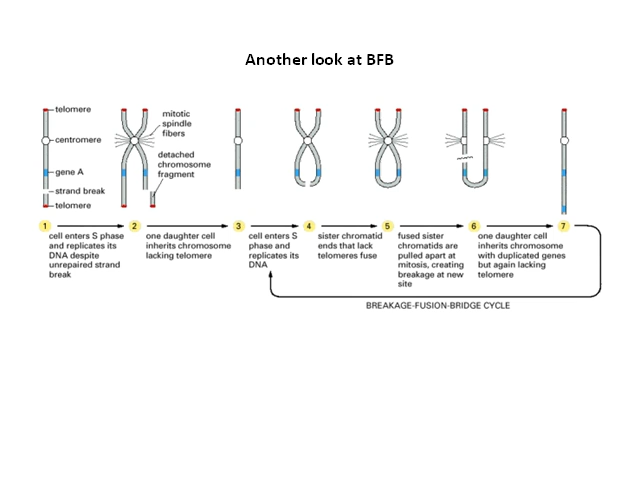 Another look at BFB
telomere
centromere
gene A
strand break
telomere
mitotic
spindle
fibers
detached
chromosome
fragment
1
2
3
4
5
6
7
cell enters S phase
and replicates its
DNA despite
unrepaired strand
break
one daughter cell
inherits chromosome
lacking telomere
cell enters S
phase and
replicates its
DNA
sister chromatid
ends that lack
telomeres fuse
fused sister
chromatids are
pulled apart at
mitosis, creating
breakage at new
site
one daughter cell
inherits chromosome
with duplicated genes
but again lacking
telomere
BREAKAGE-FUSION-BRIDGE CYCLE